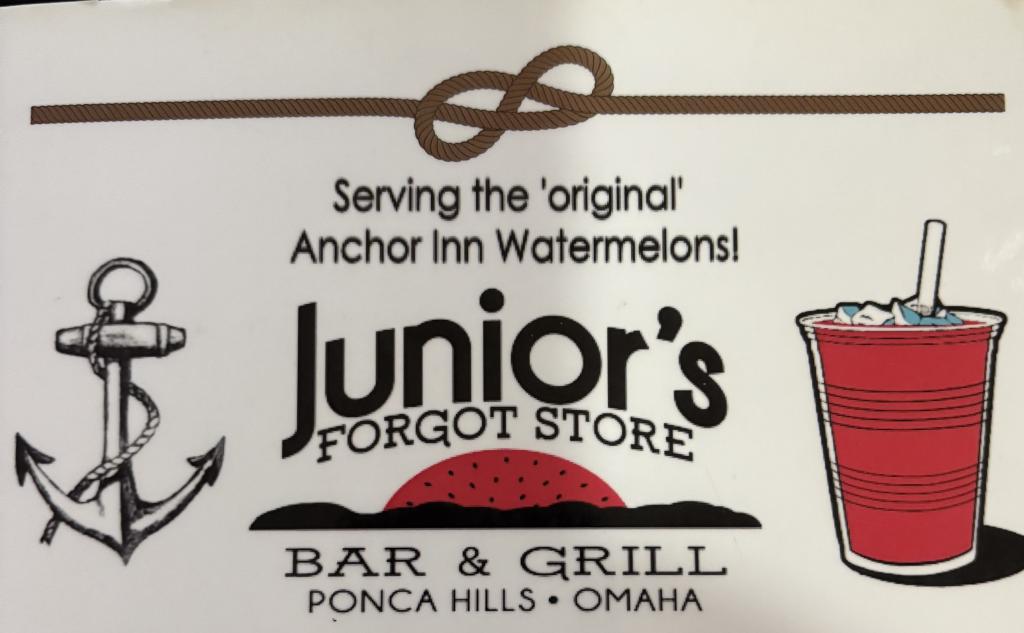 Serving the 'original'
Anchor Inn Watermelons!
Junior's
FORGOT STORE
BAR & GRILL
PONCA HILLS • OMAHA